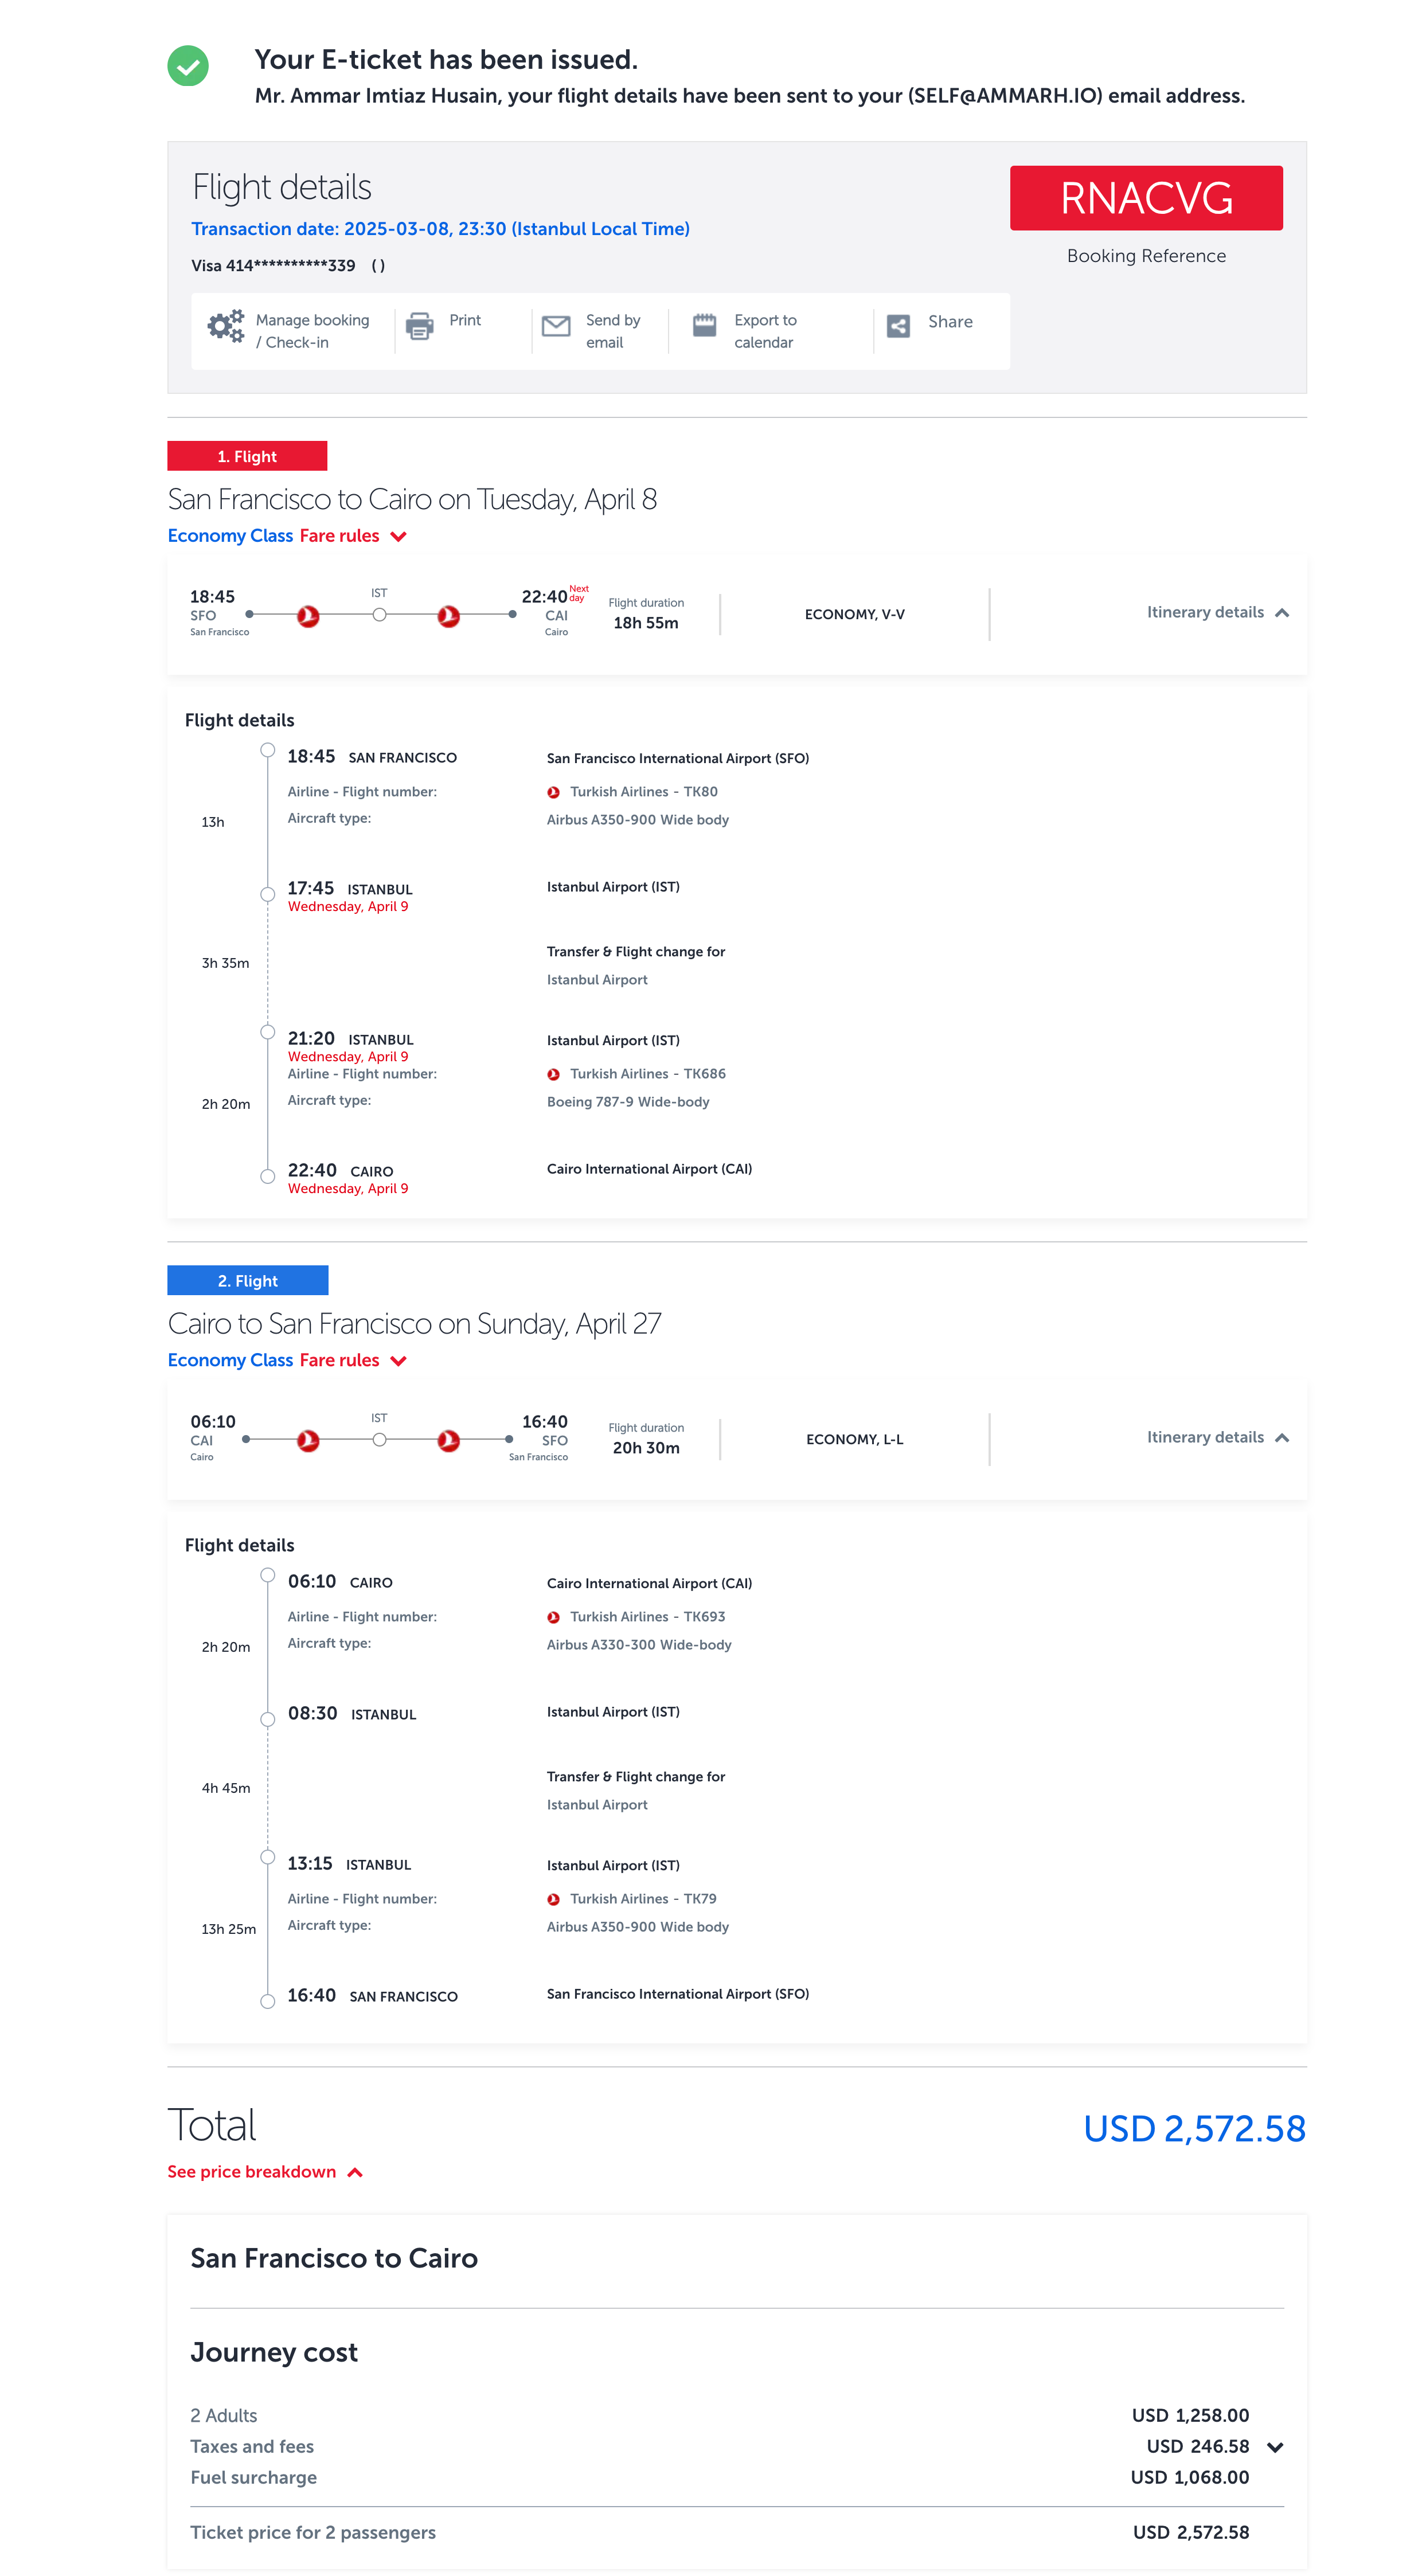 Your E-ticket has been issued.
Mr. Ammar Imtiaz Husain, your flight details have been sent to your (SELF@AMMARH.IO) email address.
Flight details
RNACVG
Transaction date: 2025-03-08, 23:30 (Istanbul Local Time)
Booking Reference
Visa 414**********339 ( )
Manage booking / Check-in
Print
Send by email
Export to calendar
Share
1. Flight
San Francisco to Cairo on Tuesday, April 8
Economy Class Fare rules
18:45
SFO
San Francisco
IST
22:40 Next day
CAI
Cairo
Flight duration
18h 55m
ECONOMY, V-V
Itinerary details
Flight details
18:45 SAN FRANCISCO San Francisco International Airport (SFO)
Airline - Flight number: Turkish Airlines - TK80
13h
Aircraft type: Airbus A350-900 Wide body
17:45 ISTANBUL Istanbul Airport (IST)
Wednesday, April 9
3h 35m
Transfer & Flight change for
Istanbul Airport
21:20 ISTANBUL Istanbul Airport (IST)
Wednesday, April 9
Airline - Flight number: Turkish Airlines - TK686
2h 20m
Aircraft type: Boeing 787-9 Wide-body
22:40 CAIRO Cairo International Airport (CAI)
Wednesday, April 9
2. Flight
Cairo to San Francisco on Sunday, April 27
Economy Class Fare rules
06:10
CAI
Cairo
IST
16:40
SFO
San Francisco
Flight duration
20h 30m
ECONOMY, L-L
Itinerary details
Flight details
06:10 CAIRO Cairo International Airport (CAI)
Airline - Flight number: Turkish Airlines - TK693
2h 20m
Aircraft type: Airbus A330-300 Wide-body
08:30 ISTANBUL Istanbul Airport (IST)
4h 45m
Transfer & Flight change for
Istanbul Airport
13:15 ISTANBUL Istanbul Airport (IST)
Airline - Flight number: Turkish Airlines - TK79
13h 25m
Aircraft type: Airbus A350-900 Wide body
16:40 SAN FRANCISCO San Francisco International Airport (SFO)
Total USD 2,572.58
See price breakdown
San Francisco to Cairo
Journey cost
2 Adults USD 1,258.00
Taxes and fees USD 246.58
Fuel surcharge USD 1,068.00
Ticket price for 2 passengers USD 2,572.58